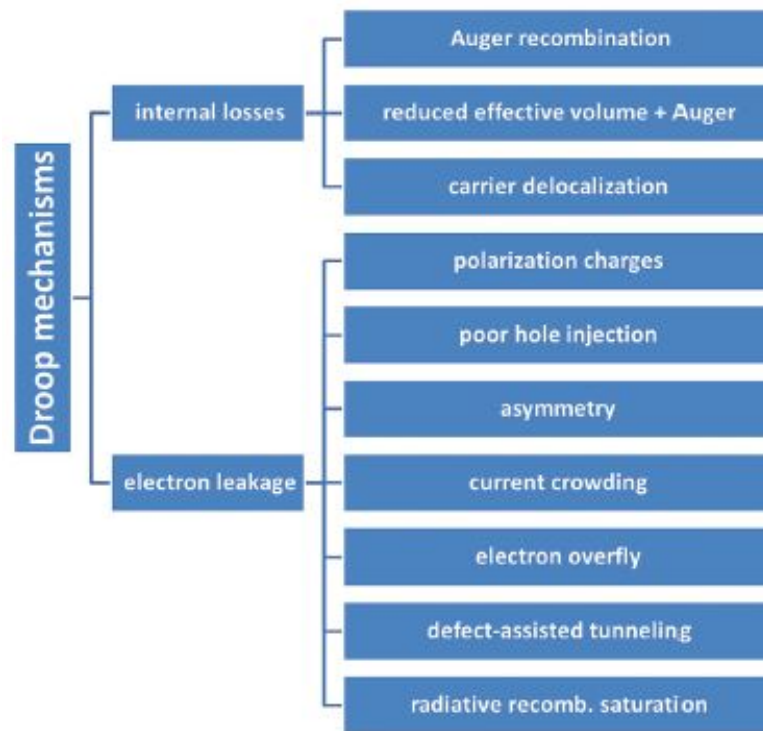 Droop mechanisms
internal losses
Auger recombination
reduced effective volume + Auger
carrier delocalization
electron leakage
polarization charges
poor hole injection
asymmetry
current crowding
electron overfly
defect-assisted tunneling
radiative recomb. saturation